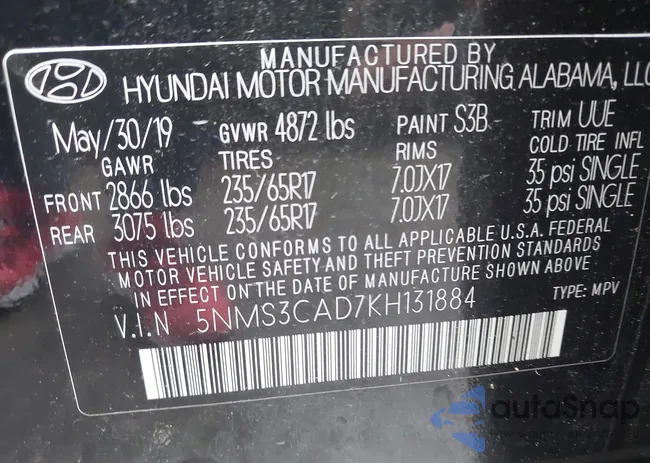 MANUFACTURED BY
HYUNDAI MOTOR MANUFACTURING ALABAMA, LLC
May/30/19 GVWR 4872 lbs PAINT S3B TRIM UUE
GAWR TIRES RIMS COLD TIRE INFL
FRONT 2866 lbs 235/65R17 7.0JX17 35 psi SINGLE
REAR 3075 lbs 235/65R17 7.0JX17 35 psi SINGLE
THIS VEHICLE CONFORMS TO ALL APPLICABLE U.S.A. FEDERAL
MOTOR VEHICLE SAFETY AND THEFT PREVENTION STANDARDS
IN EFFECT ON THE DATE OF MANUFACTURE SHOWN ABOVE
V.I.N 5NMS3CAD7KH131884 TYPE: MPV
autoSnap